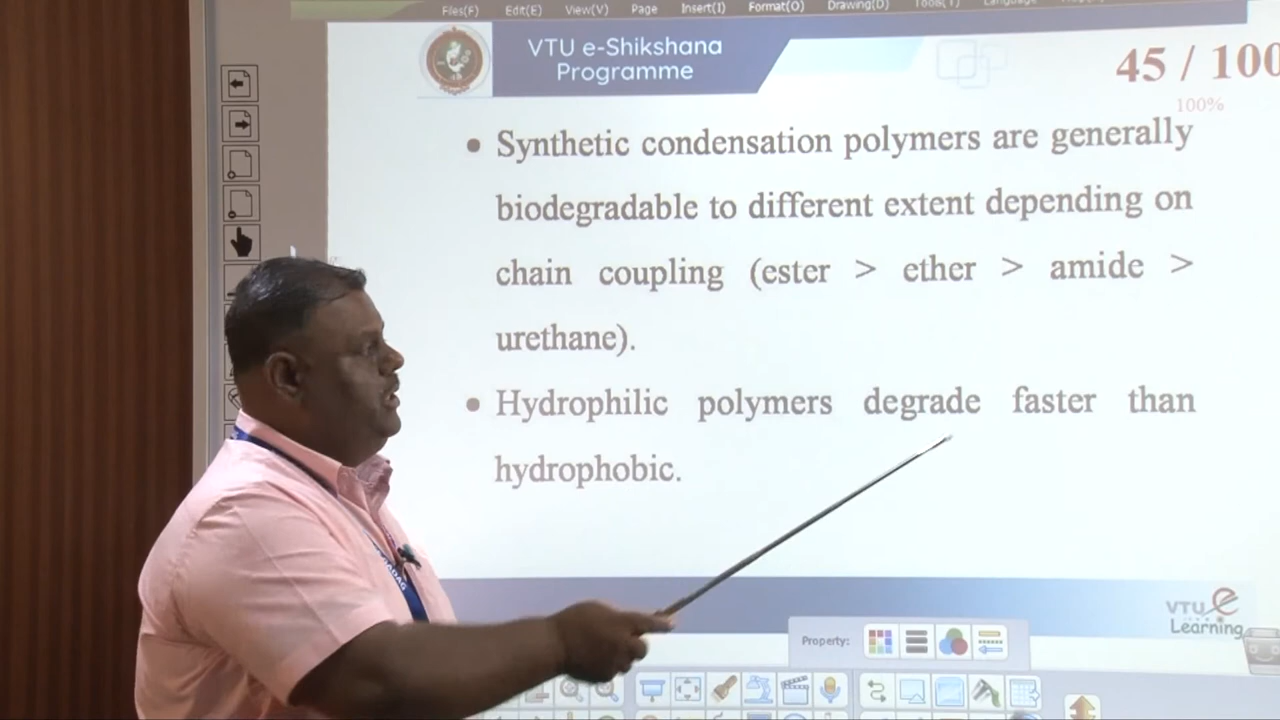 Files(F) Edit(E) View(V) Page Insert(I) Format(O) Drawing(D) Tools(T) Language
VTU e-Shikshana
Programme
45 / 100
100%
• Synthetic condensation polymers are generally
biodegradable to different extent depending on
chain coupling (ester > ether > amide >
urethane).
• Hydrophilic polymers degrade faster than
hydrophobic.
VTU e
Learning
Property: